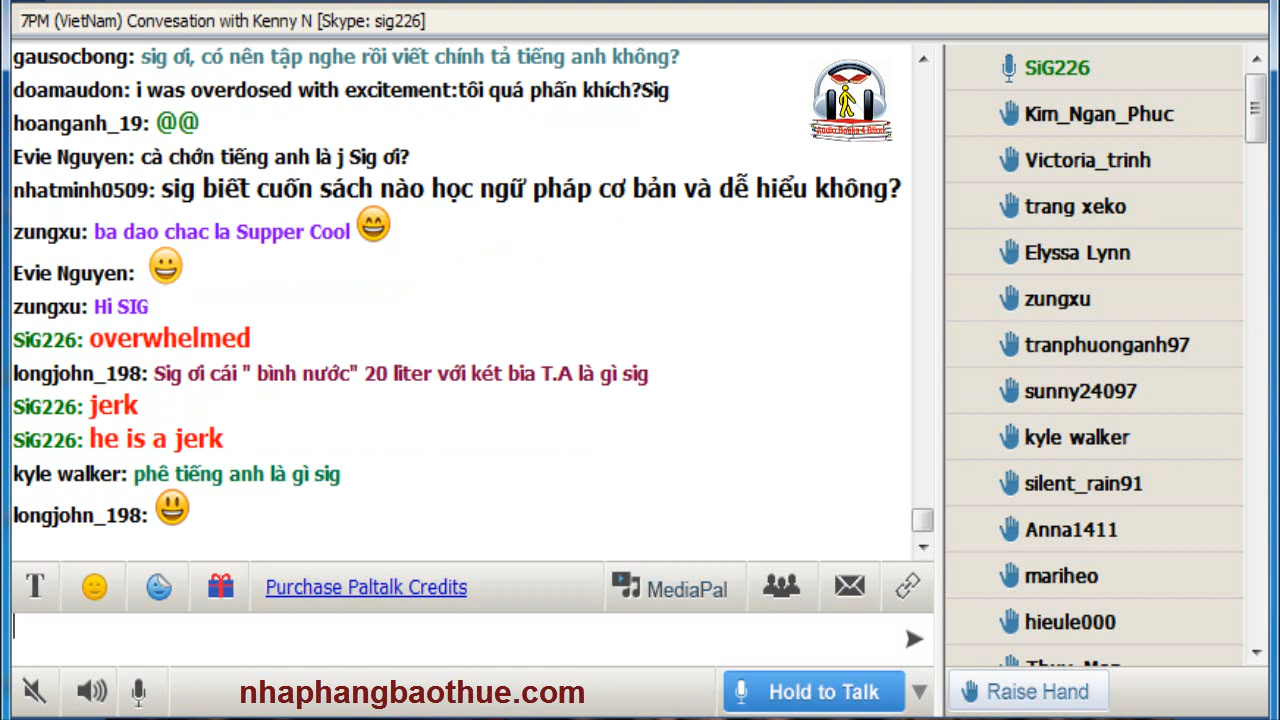 7PM (VietNam) Convesation with Kenny N [Skype: sig226]
gausocbong: sig ơi, có nên tập nghe rồi viết chính tả tiếng anh không?
doamaudon: i was overdosed with excitement:tôi quá phấn khích?Sig
hoanganh_19: @@
Evie Nguyen: cà chớn tiếng anh là j Sig ơi?
nhatminh0509: sig biết cuốn sách nào học ngữ pháp cơ bản và dễ hiểu không?
zungxu: ba dao chac la Supper Cool
Evie Nguyen:
zungxu: Hi SIG
SiG226: overwhelmed
longjohn_198: Sig ơi cái " bình nước" 20 liter với két bia T.A là gì sig
SiG226: jerk
SiG226: he is a jerk
kyle walker: phê tiếng anh là gì sig
longjohn_198:
Audio Books 4 Blind
T
Purchase Paltalk Credits
MediaPal
nhaphangbaothue.com
Hold to Talk
SiG226
Kim_Ngan_Phuc
Victoria_trinh
trang xeko
Elyssa Lynn
zungxu
tranphuonganh97
sunny24097
kyle walker
silent_rain91
Anna1411
mariheo
hieule000
Raise Hand